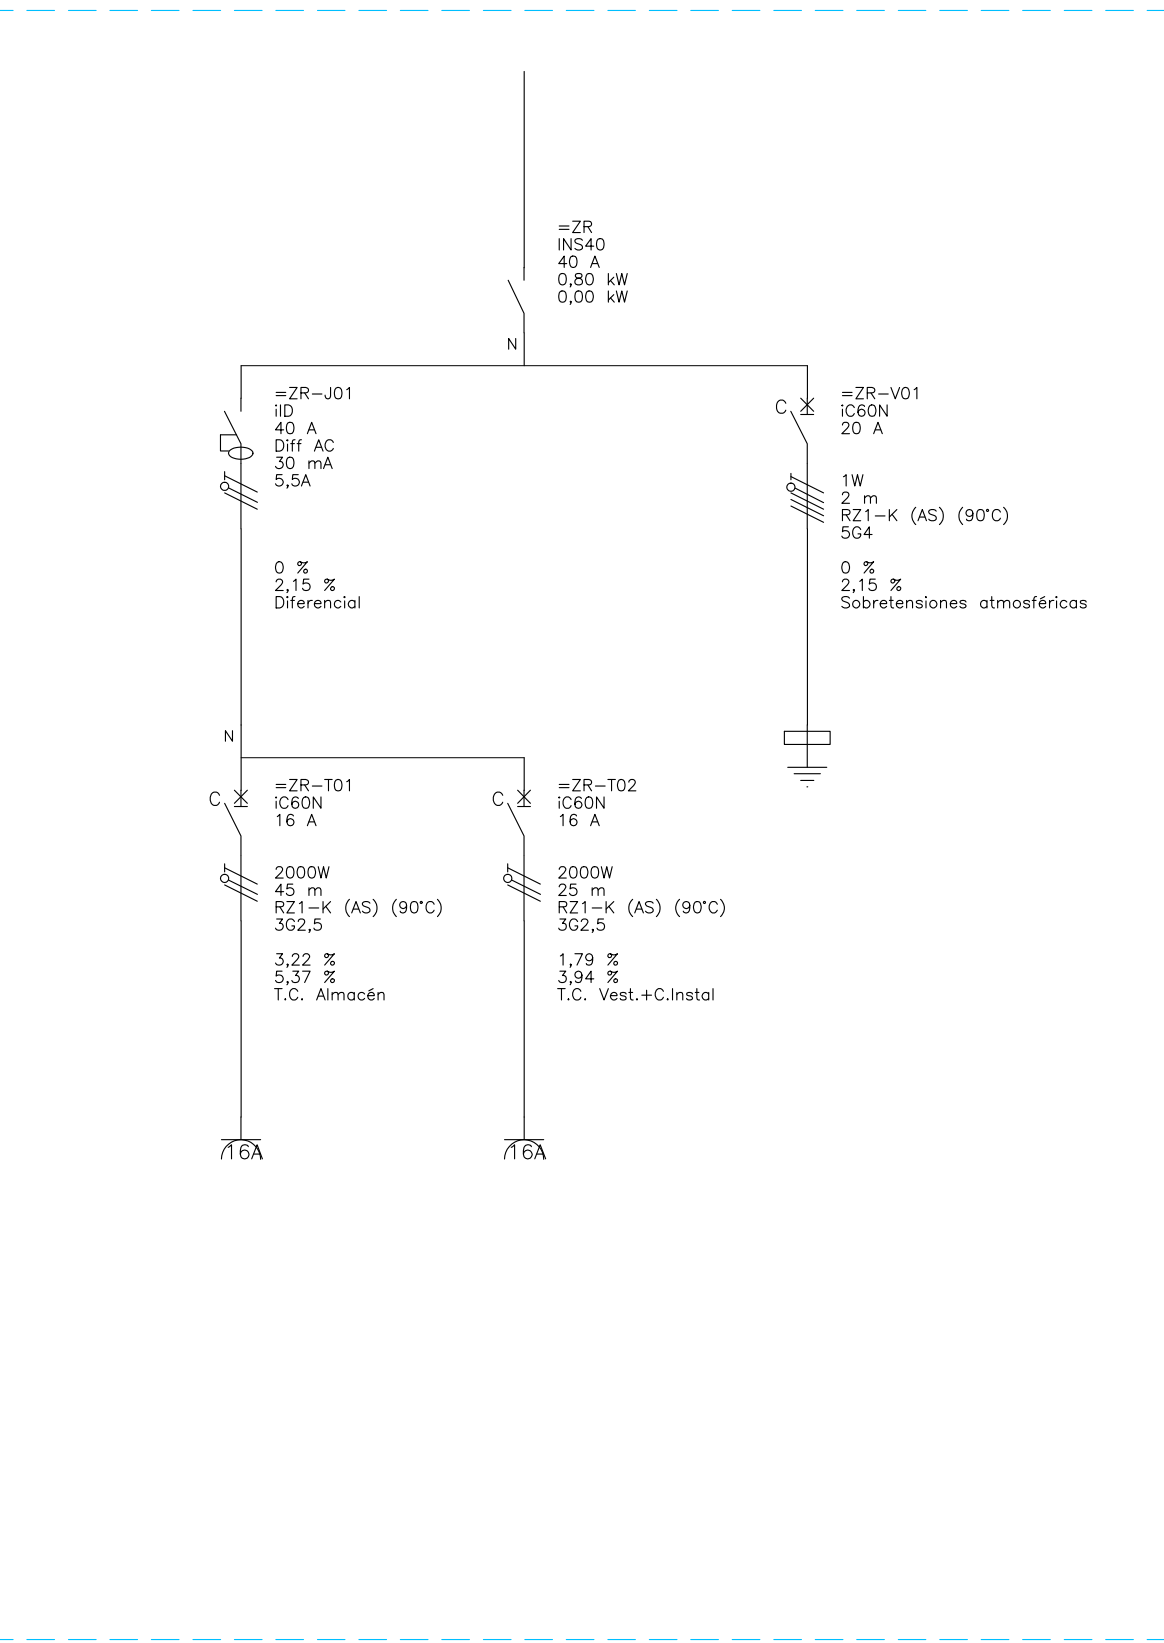 =ZR
INS40
40 A
0,80 kW
0,00 kW
N
=ZR-J01
iID
40 A
Diff AC
30 mA
5,5A
0 %
2,15 %
Diferencial
C
=ZR-V01
iC60N
20 A
1W
2 m
RZ1-K (AS) (90°C)
5G4
0 %
2,15 %
Sobretensiones atmosféricas
N
C
=ZR-T01
iC60N
16 A
2000W
45 m
RZ1-K (AS) (90°C)
3G2,5
3,22 %
5,37 %
T.C. Almacén
16A
C
=ZR-T02
iC60N
16 A
2000W
25 m
RZ1-K (AS) (90°C)
3G2,5
1,79 %
3,94 %
T.C. Vest.+C.Instal
16A